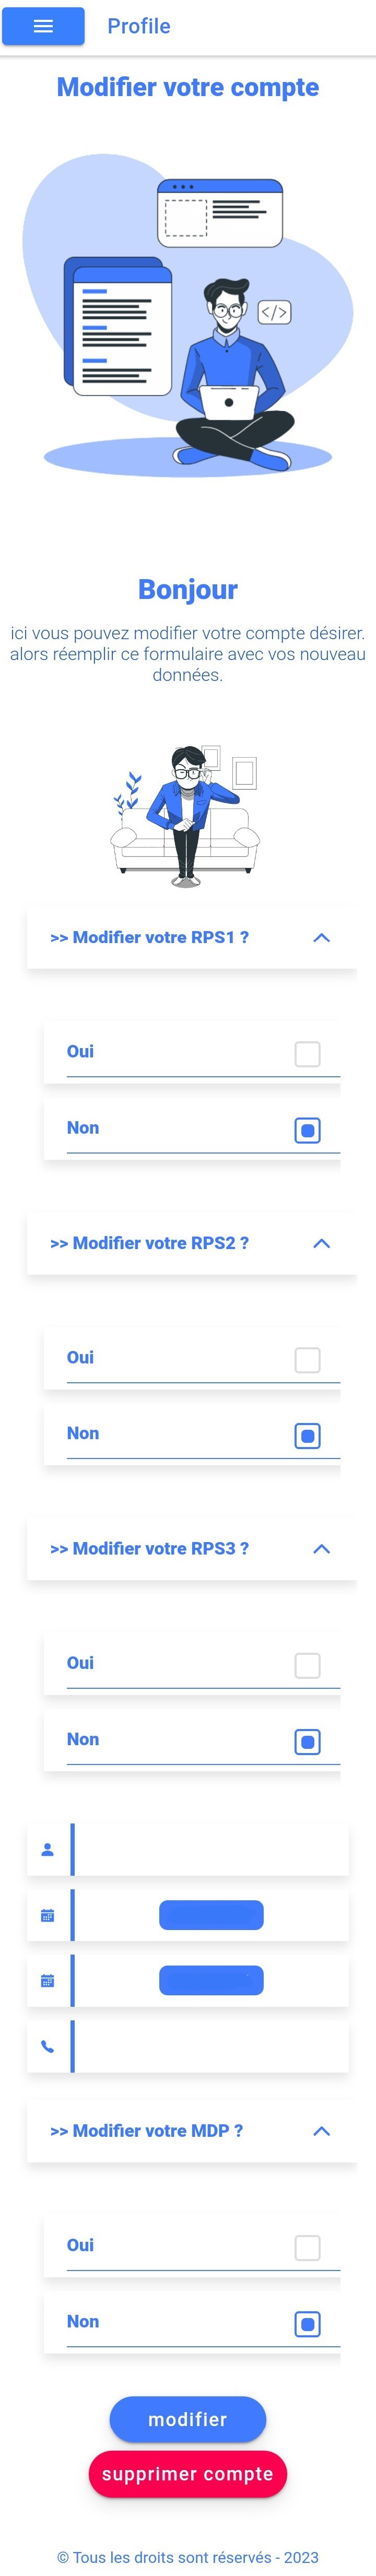 Profile
Modifier votre compte
</>
Bonjour
ici vous pouvez modifier votre compte désirer.
alors réemplir ce formulaire avec vos nouveau
données.
>> Modifier votre RPS1 ?
Oui
Non
>> Modifier votre RPS2 ?
Oui
Non
>> Modifier votre RPS3 ?
Oui
Non
>> Modifier votre MDP ?
Oui
Non
modifier
supprimer compte
© Tous les droits sont réservés - 2023